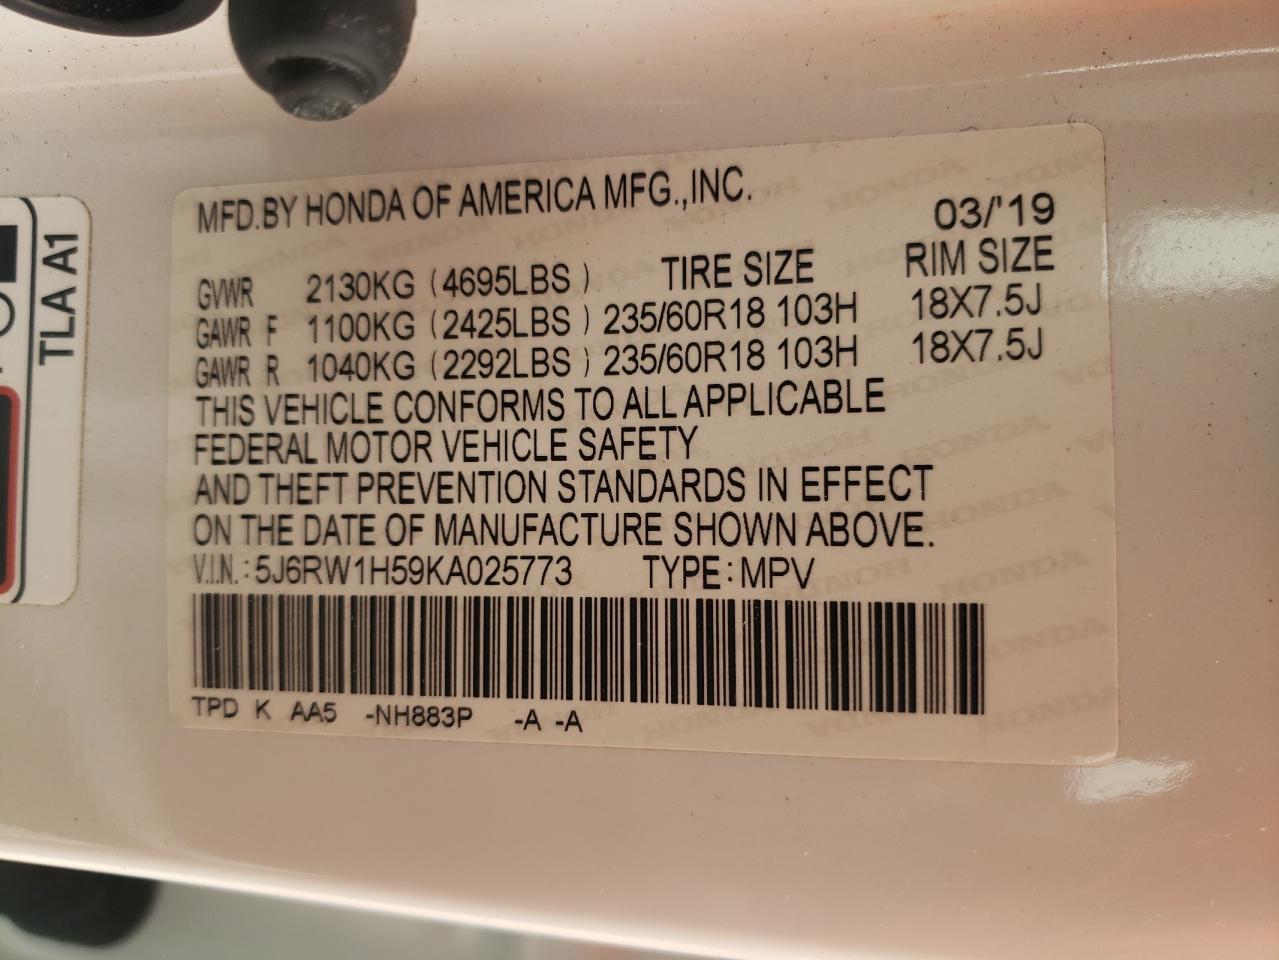 MFD.BY HONDA OF AMERICA MFG.,INC. 03/'19
GVWR 2130KG (4695LBS ) TIRE SIZE RIM SIZE
GAWR F 1100KG (2425LBS ) 235/60R18 103H 18X7.5J
GAWR R 1040KG (2292LBS ) 235/60R18 103H 18X7.5J
THIS VEHICLE CONFORMS TO ALL APPLICABLE
FEDERAL MOTOR VEHICLE SAFETY
AND THEFT PREVENTION STANDARDS IN EFFECT
ON THE DATE OF MANUFACTURE SHOWN ABOVE.
V.I.N.: 5J6RW1H59KA025773 TYPE: MPV
TPD K AA5 -NH883P -A -A
TLA A1